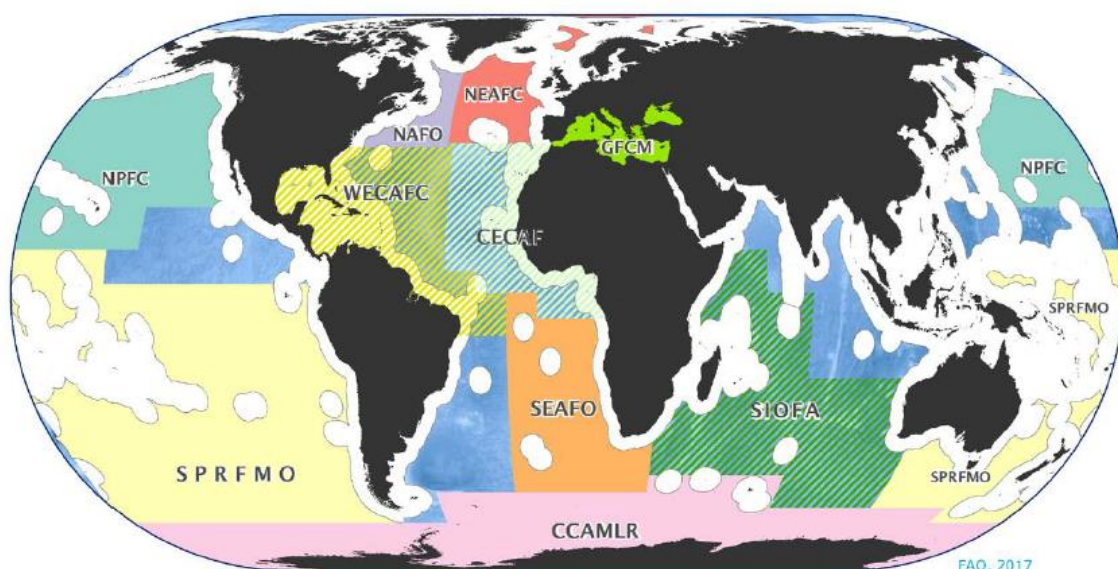 NEAFC
NAFO
GFCM
NPFC
NPFC
WECAFC
CECAF
SPRFMO
SEAFO
SIOFA
SPRFMO
SPRFMO
CCAMLR
FAO, 2017